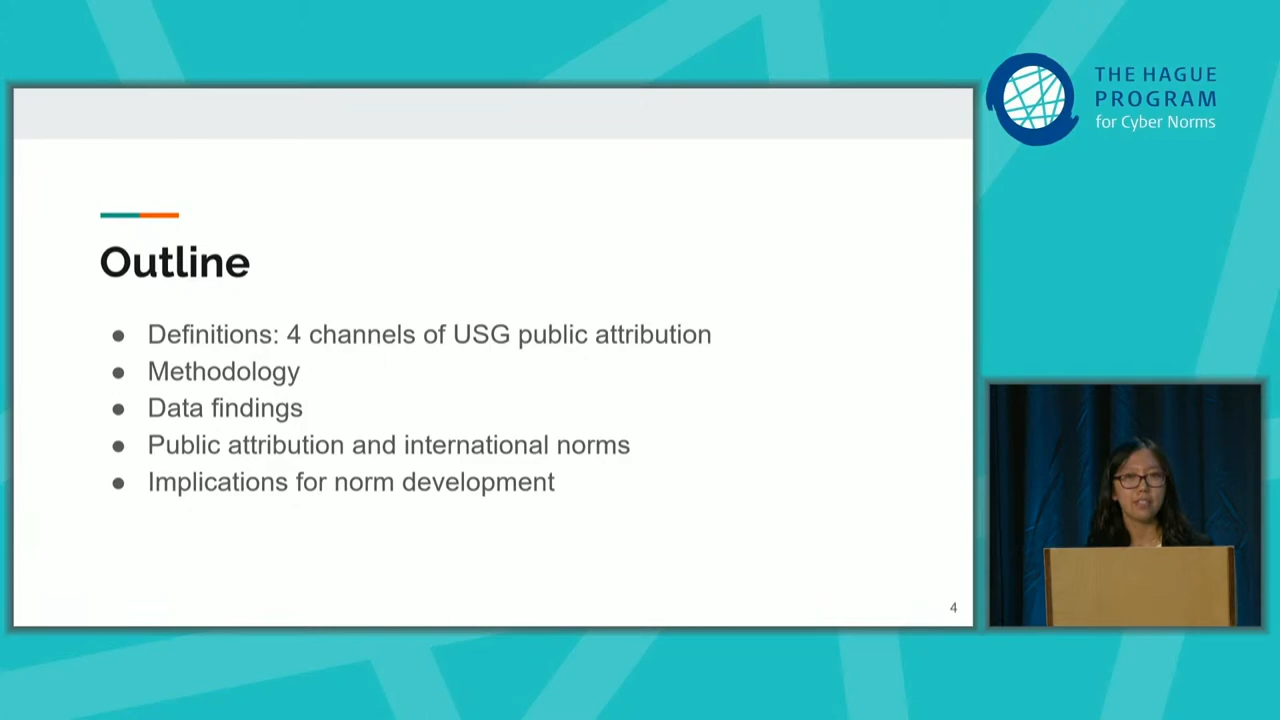 THE HAGUE
PROGRAM
for Cyber Norms
Outline
● Definitions: 4 channels of USG public attribution
● Methodology
● Data findings
● Public attribution and international norms
● Implications for norm development
4